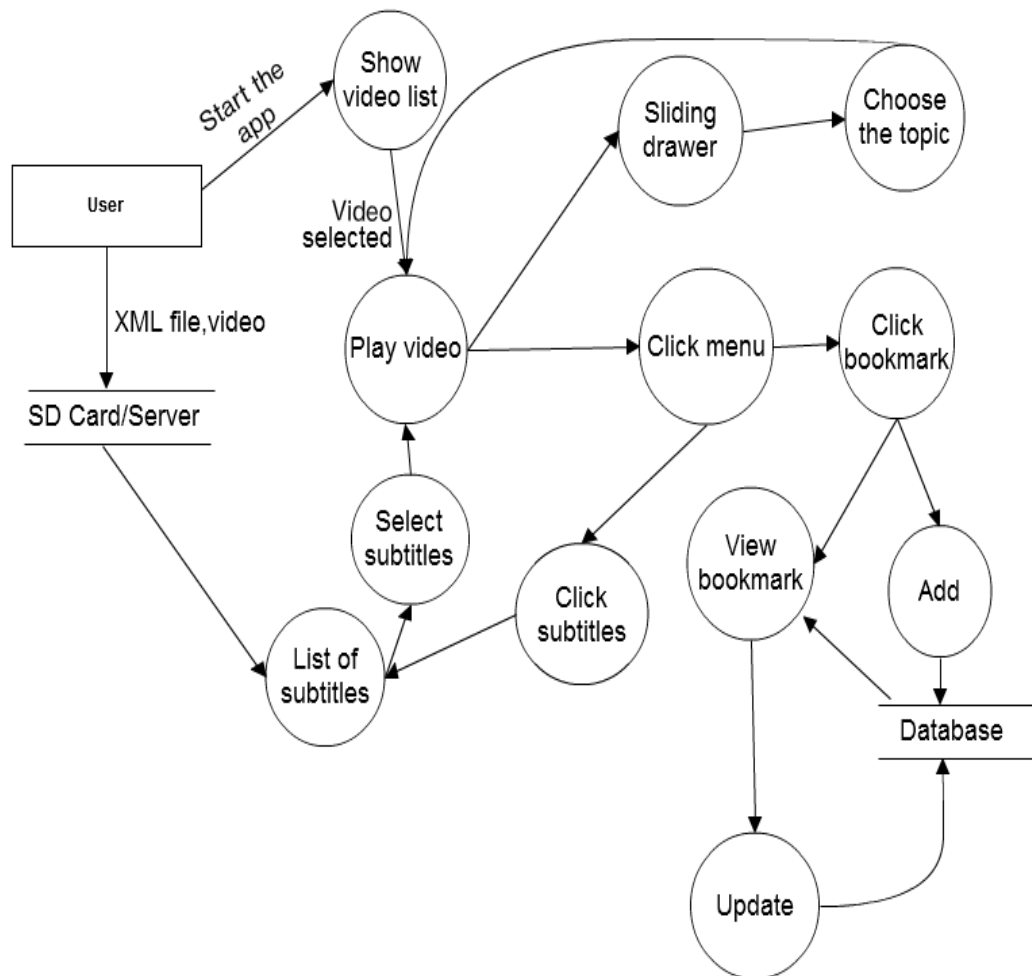 Show
video list
Start the
app
Sliding
drawer
Choose
the topic
User
Video
selected
XML file,video
Play video
Click menu
Click
bookmark
SD Card/Server
Select
subtitles
View
bookmark
Add
Click
subtitles
List of
subtitles
Database
Update